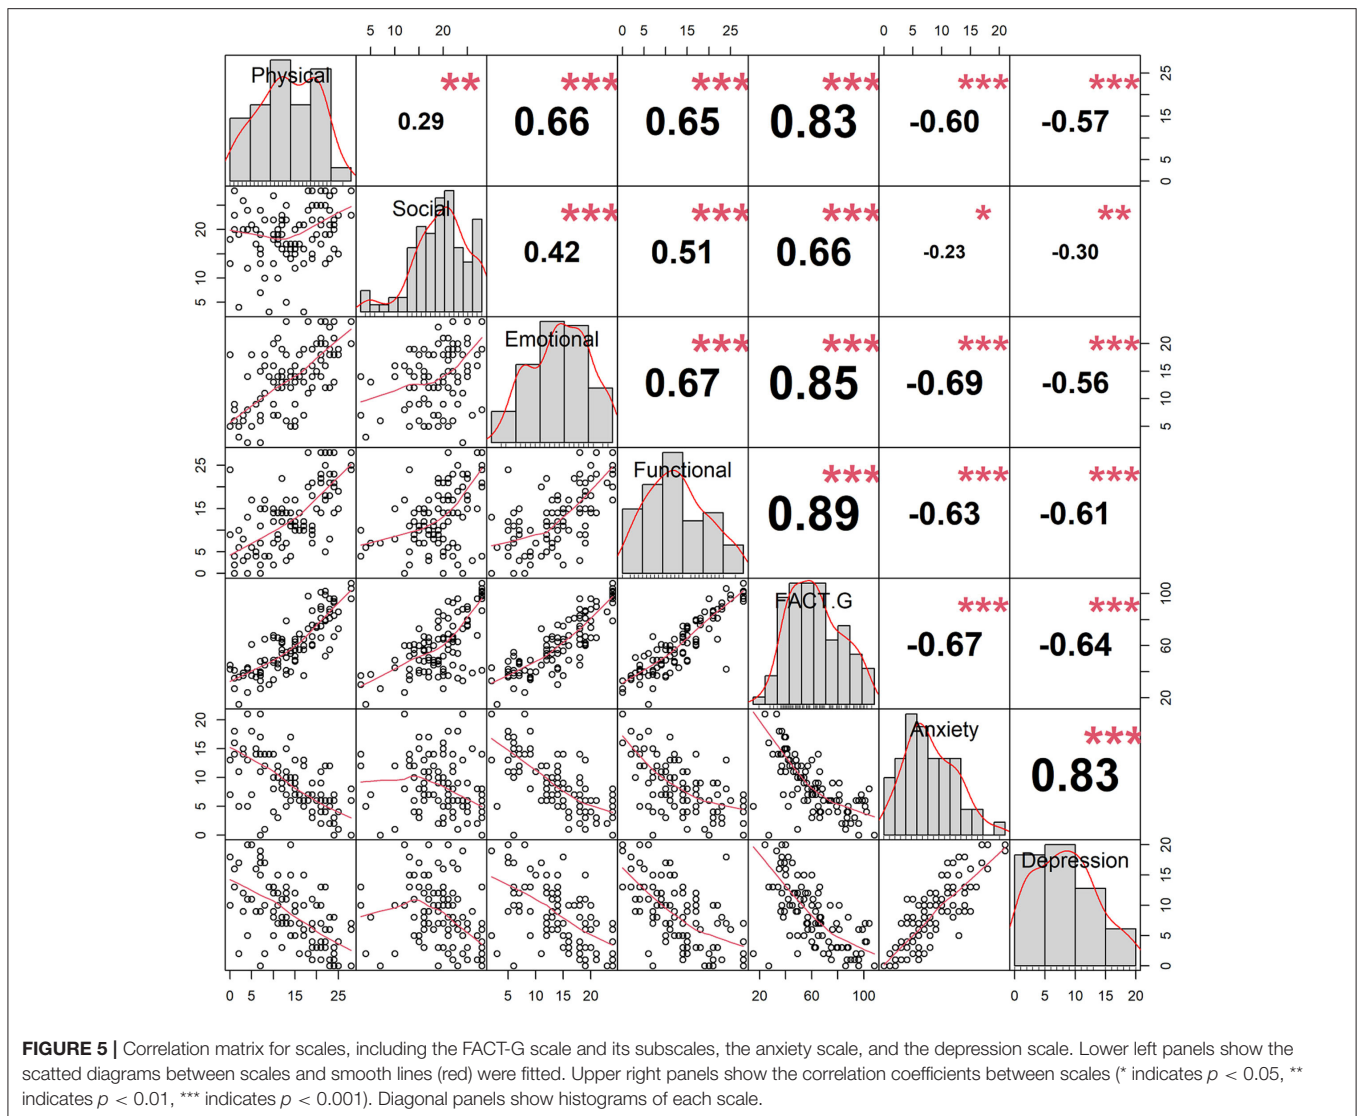 5 10 20
0 5 15 25
0 5 10 15 20
Physical
**
0.29
***
0.66
***
0.65
***
0.83
***
-0.60
***
-0.57
0 5 15 25
5 10 20
Social
***
0.42
***
0.51
***
0.66
*
-0.23
**
-0.30
Emotional
***
0.67
***
0.85
***
-0.69
***
-0.56
5 10 15 20
0 5 15 25
Functional
***
0.89
***
-0.63
***
-0.61
FACT.G
***
-0.67
***
-0.64
20 60 100
0 5 10 15 20
Anxiety
***
0.83
Depression
0 5 10 15 20
0 5 15 25
5 10 15 20
20 60 100
0 5 10 15 20
FIGURE 5 | Correlation matrix for scales, including the FACT-G scale and its subscales, the anxiety scale, and the depression scale. Lower left panels show the
scatted diagrams between scales and smooth lines (red) were fitted. Upper right panels show the correlation coefficients between scales (* indicates p < 0.05, **
indicates p < 0.01, *** indicates p < 0.001). Diagonal panels show histograms of each scale.